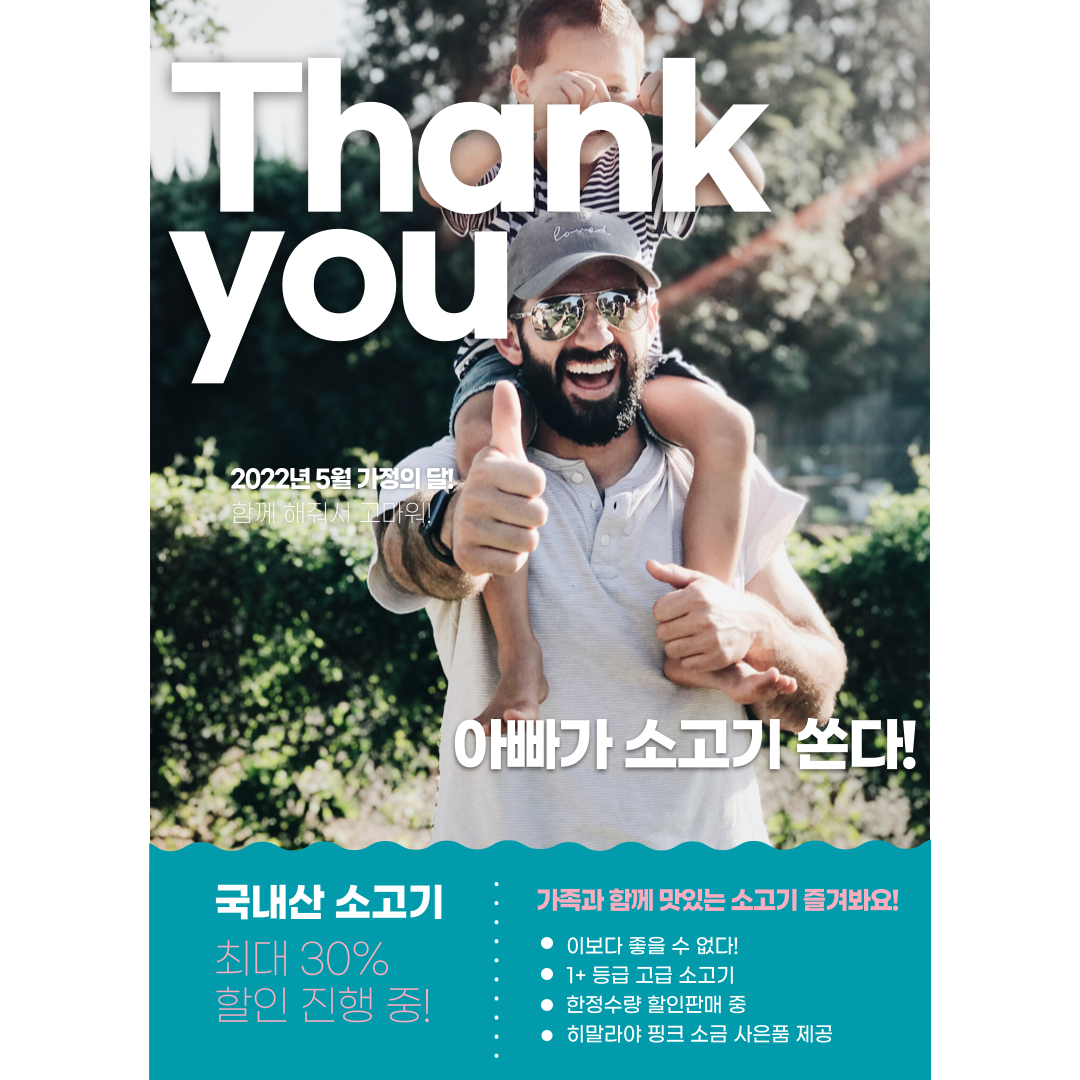 Thank
you
loved
2022년 5월 가정의 달!
함께 해줘서 고마워!
아빠가 소고기 쏜다!
국내산 소고기
최대 30%
할인 진행 중!
가족과 함께 맛있는 소고기 즐겨봐요!
이보다 좋을 수 없다!
1+ 등급 고급 소고기
한정수량 할인판매 중
히말라야 핑크 소금 사은품 제공